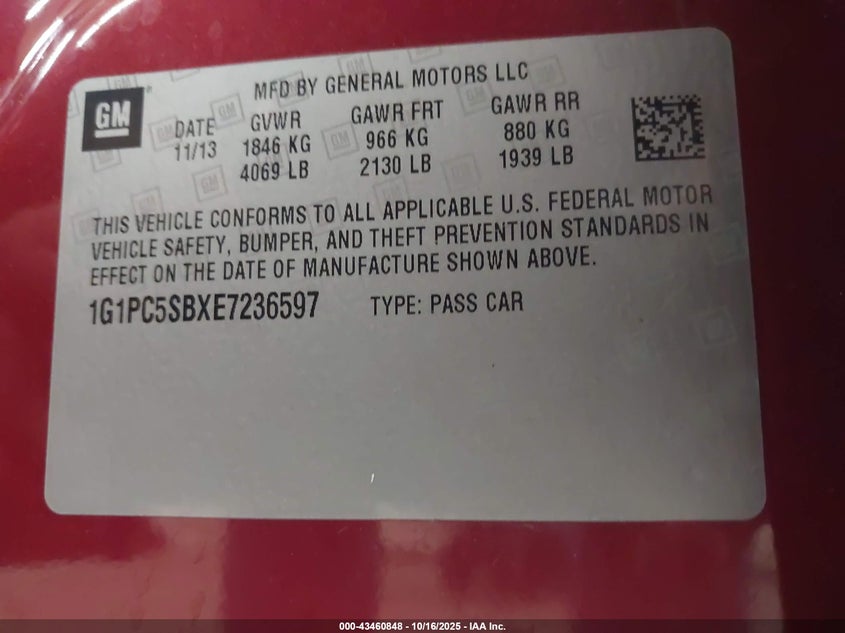 GM
MFD BY GENERAL MOTORS LLC
DATE GVWR GAWR FRT GAWR RR
11/13 1846 KG 966 KG 880 KG
4069 LB 2130 LB 1939 LB
THIS VEHICLE CONFORMS TO ALL APPLICABLE U.S. FEDERAL MOTOR
VEHICLE SAFETY, BUMPER, AND THEFT PREVENTION STANDARDS IN
EFFECT ON THE DATE OF MANUFACTURE SHOWN ABOVE.
1G1PC5SBXE7236597 TYPE: PASS CAR
000-43460848 - 10/16/2025 - IAA Inc.